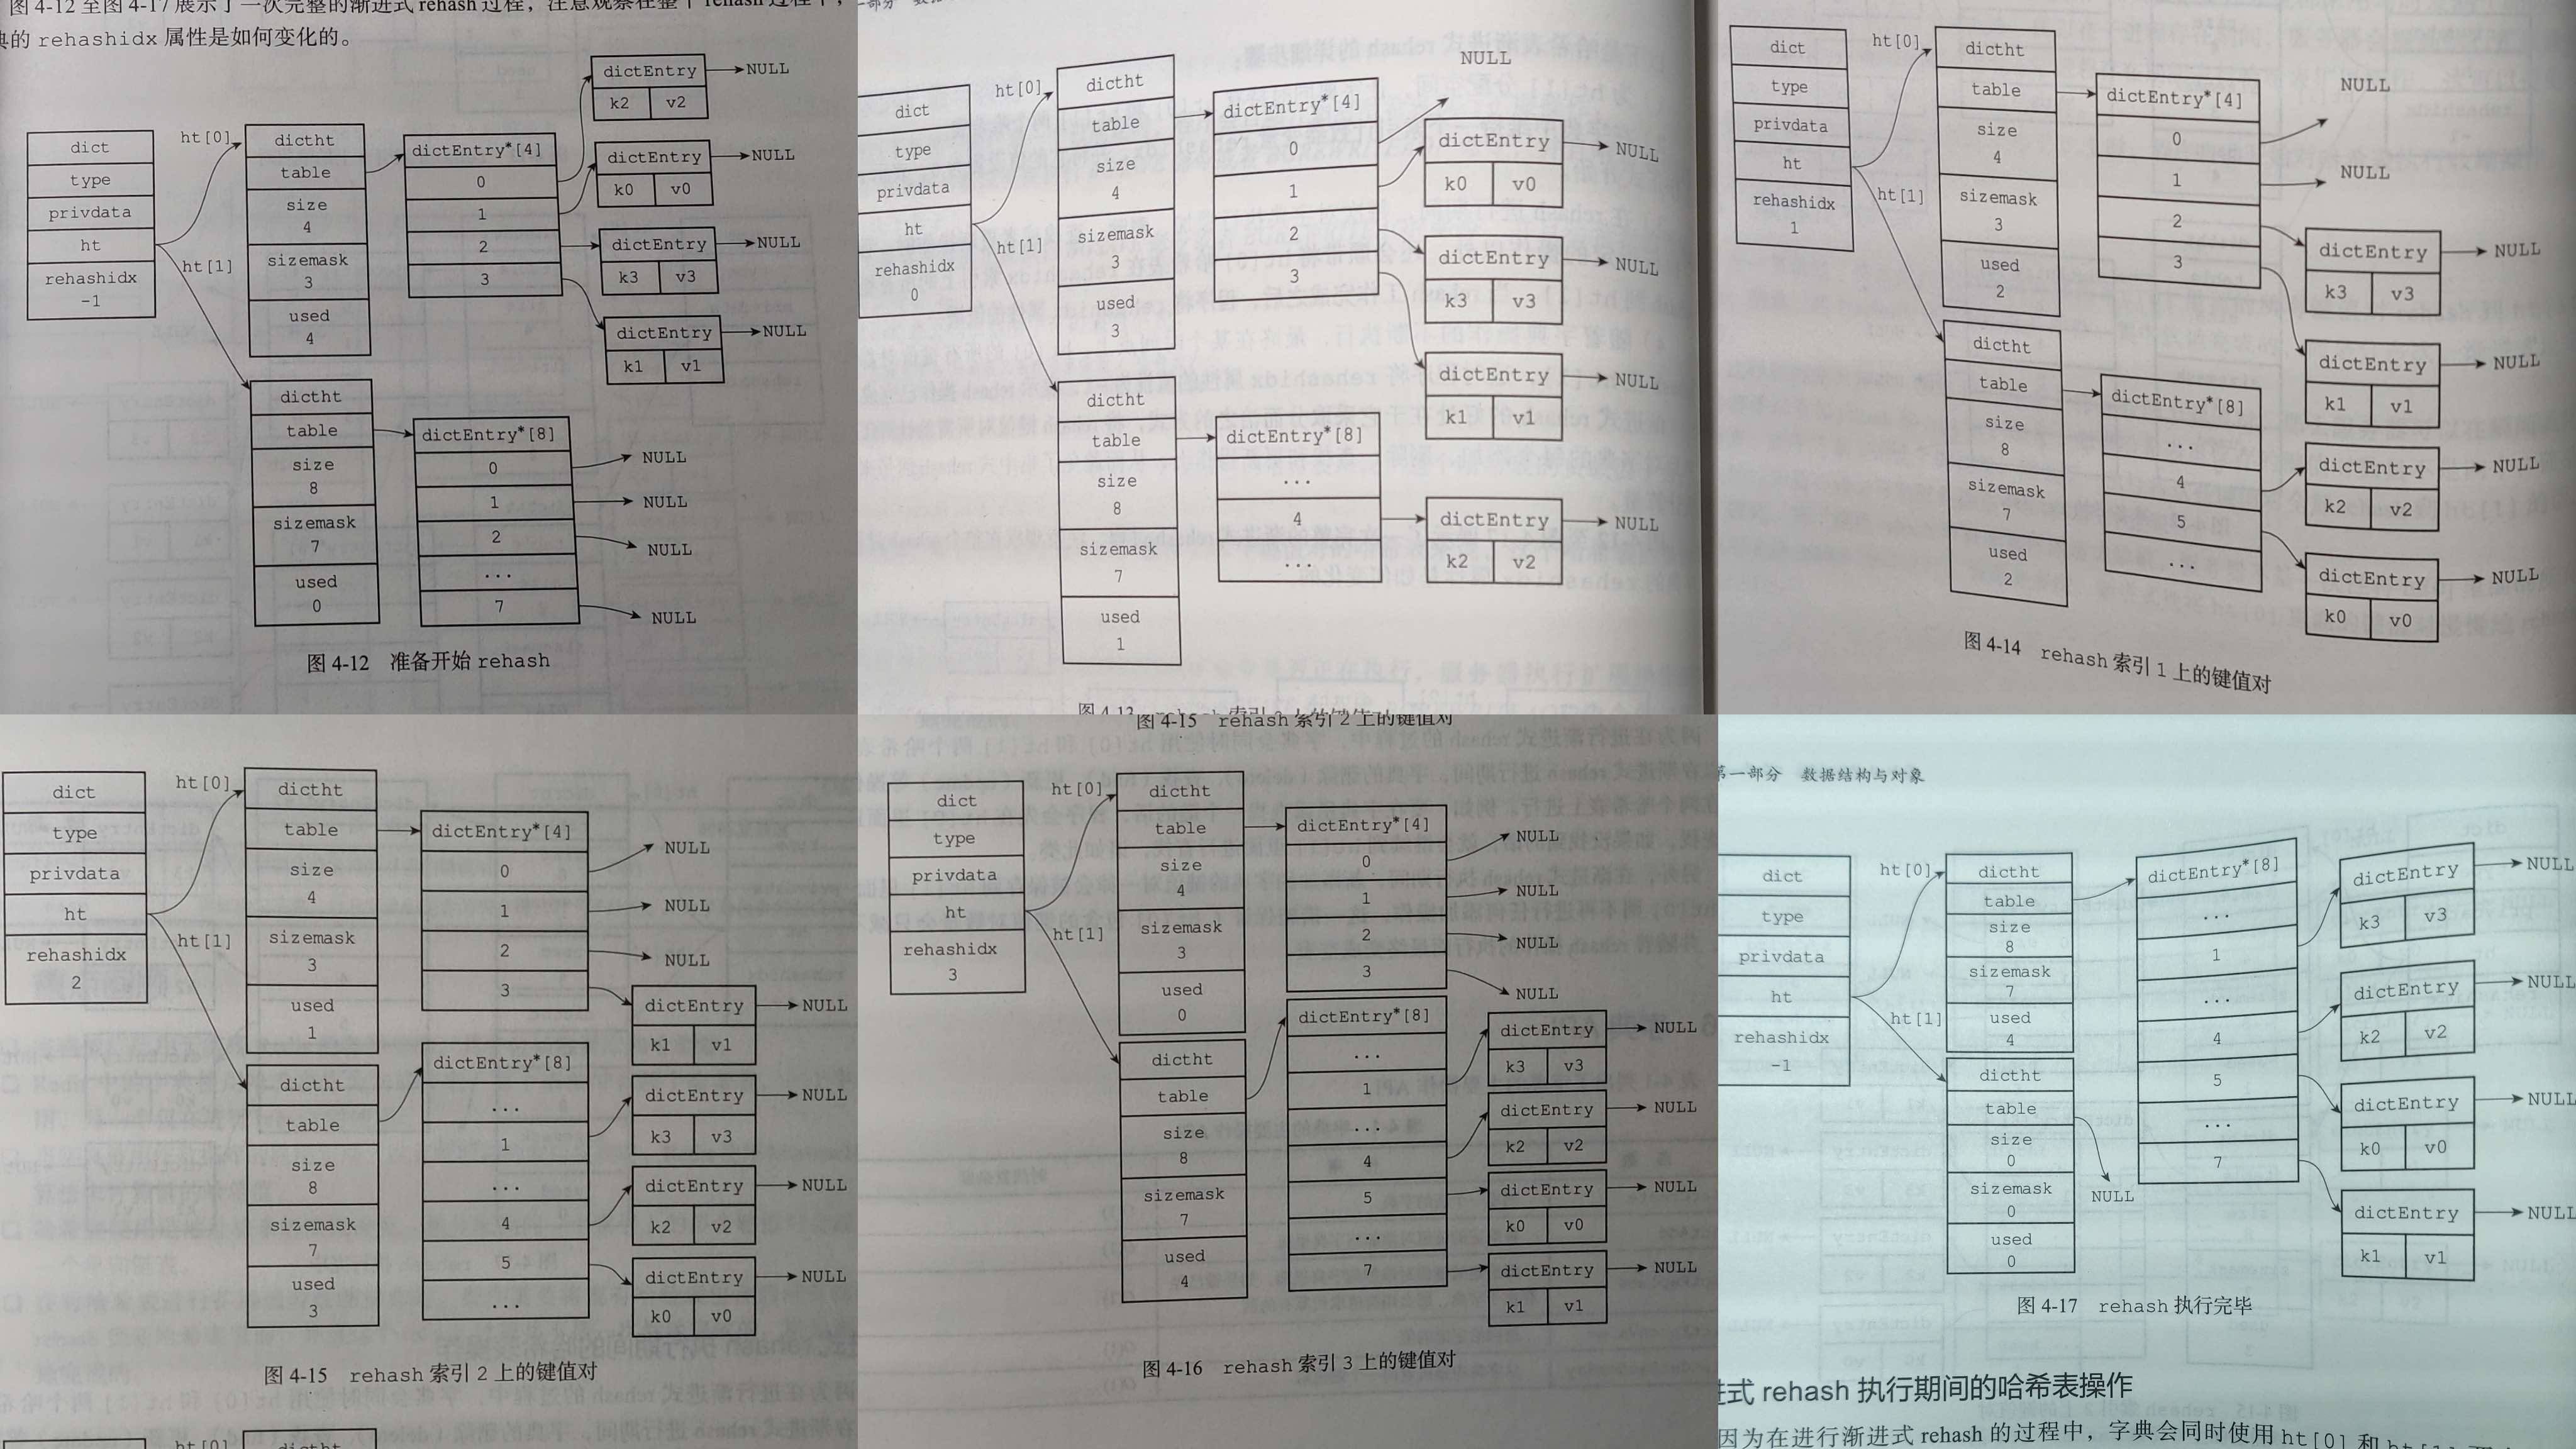 图 4-12 至图 4-17 展示了一次完整的渐进式 rehash 过程，注意观察在整个 rehash 过程中，
典的 rehashidx 属性是如何变化的。
dict
type
privdata
ht
rehashidx
-1
ht[0]
ht[1]
dictht
table
size
4
sizemask
3
used
4
dictEntry*[4]
0
1
2
3
dictEntry
k2 v2
NULL
dictEntry
k0 v0
NULL
dictEntry
k3 v3
NULL
dictEntry
k1 v1
NULL
dictht
table
size
8
sizemask
7
used
0
dictEntry*[8]
0
1
2
...
7
NULL
NULL
NULL
NULL
图 4-12 准备开始 rehash
一部分
dict
type
privdata
ht
rehashidx
0
ht[0]
ht[1]
dictht
table
size
4
sizemask
3
used
3
dictEntry*[4]
0
1
2
3
NULL
dictEntry
k0 v0
NULL
dictEntry
k3 v3
NULL
dictEntry
k1 v1
NULL
dictht
table
size
8
sizemask
7
used
1
dictEntry*[8]
...
4
...
dictEntry
k2 v2
NULL
dict
type
privdata
ht
rehashidx
1
ht[0]
ht[1]
dictht
table
size
4
sizemask
3
used
2
dictEntry*[4]
0
1
2
3
NULL
NULL
dictEntry
k3 v3
NULL
dictEntry
k1 v1
NULL
dictht
table
size
8
sizemask
7
used
2
dictEntry*[8]
...
4
5
...
dictEntry
k2 v2
NULL
dictEntry
k0 v0
NULL
图 4-14 rehash 索引 1 上的键值对
dict
type
privdata
ht
rehashidx
2
ht[0]
ht[1]
dictht
table
size
4
sizemask
3
used
1
dictEntry*[4]
0
1
2
3
NULL
NULL
NULL
dictEntry
k1 v1
NULL
dictht
table
size
8
sizemask
7
used
3
dictEntry*[8]
...
1
...
4
5
...
dictEntry
k3 v3
NULL
dictEntry
k2 v2
NULL
dictEntry
k0 v0
NULL
图 4-15 rehash 索引 2 上的键值对
ht[0]
dictht
图 4-15 rehash 索引 2 上的键值对
dict
type
privdata
ht
rehashidx
3
ht[0]
ht[1]
dictht
table
size
4
sizemask
3
used
0
dictEntry*[4]
0
1
2
3
NULL
NULL
NULL
NULL
dictht
table
size
8
sizemask
7
used
4
dictEntry*[8]
...
1
...
4
5
...
7
dictEntry
k3 v3
NULL
dictEntry
k2 v2
NULL
dictEntry
k0 v0
NULL
dictEntry
k1 v1
NULL
图 4-16 rehash 索引 3 上的键值对
第一部分 数据结构与对象
dict
type
privdata
ht
rehashidx
-1
ht[0]
ht[1]
dictht
table
size
8
sizemask
7
used
4
dictEntry*[8]
...
1
...
4
5
...
7
dictEntry
k3 v3
NULL
dictEntry
k2 v2
NULL
dictEntry
k0 v0
NULL
dictEntry
k1 v1
NULL
dictht
table
size
0
sizemask
0
used
0
NULL
图 4-17 rehash 执行完毕
进式 rehash 执行期间的哈希表操作
因为在进行渐进式 rehash 的过程中，字典会同时使用 ht[0] 和 ht[1]